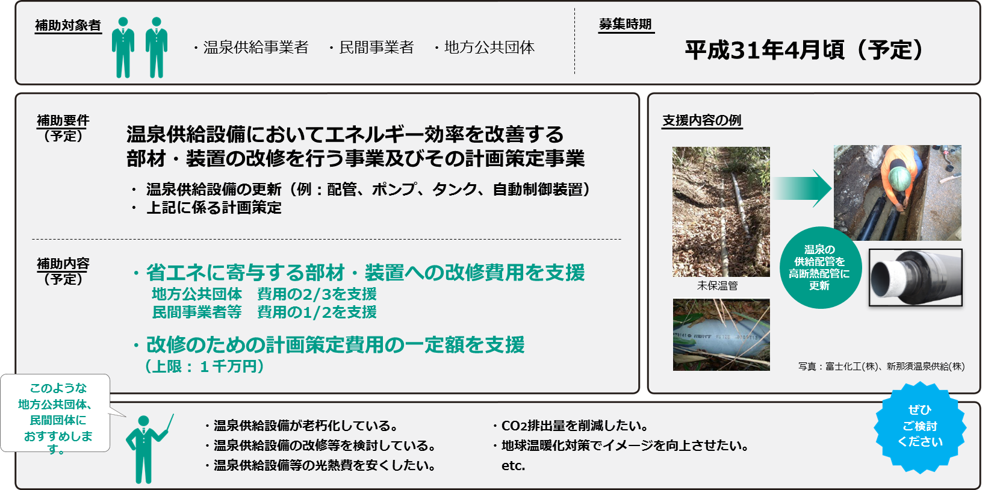 補助対象者
・温泉供給事業者　・民間事業者　・地方公共団体
募集時期
平成31年4月頃（予定）
補助要件
（予定）
温泉供給設備においてエネルギー効率を改善する
部材・装置の改修を行う事業及びその計画策定事業
・ 温泉供給設備の更新（例：配管、ポンプ、タンク、自動制御装置）
・ 上記に係る計画策定
補助内容
（予定）
・省エネに寄与する部材・装置への改修費用を支援
地方公共団体　費用の2/3を支援
民間事業者等　費用の1/2を支援
・改修のための計画策定費用の一定額を支援
（上限：１千万円）
支援内容の例
未保温管
温泉の
供給配管を
高断熱配管に
更新
写真：富士化工(株)、新那須温泉供給(株)
このような
地方公共団体、
民間団体に
おすすめしま
す。
・温泉供給設備が老朽化している。
・温泉供給設備の改修等を検討している。
・温泉供給設備等の光熱費を安くしたい。
・CO2排出量を削減したい。
・地球温暖化対策でイメージを向上させたい。
etc.
ぜひ
ご検討
ください